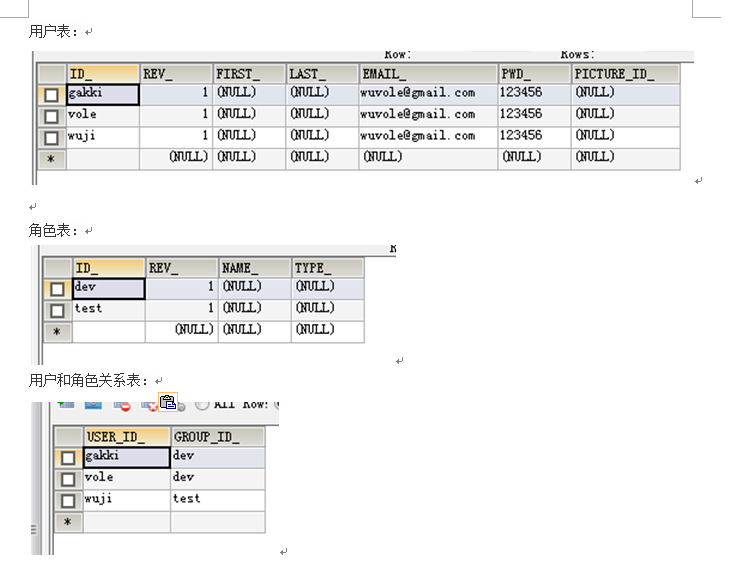 用户表：
Row: Rows:
ID_ REV_ FIRST_ LAST_ EMAIL_ PWD_ PICTURE_ID_
gakki 1 (NULL) (NULL) wuvole@gmail.com 123456 (NULL)
vole 1 (NULL) (NULL) wuvole@gmail.com 123456 (NULL)
wuji 1 (NULL) (NULL) wuvole@gmail.com 123456 (NULL)
* (NULL) (NULL) (NULL) (NULL) (NULL) (NULL)
角色表：
ID_ REV_ NAME_ TYPE_
dev 1 (NULL) (NULL)
test 1 (NULL) (NULL)
* (NULL) (NULL) (NULL)
用户和角色关系表：
All Row:
USER_ID_ GROUP_ID_
gakki dev
vole dev
wuji test
*